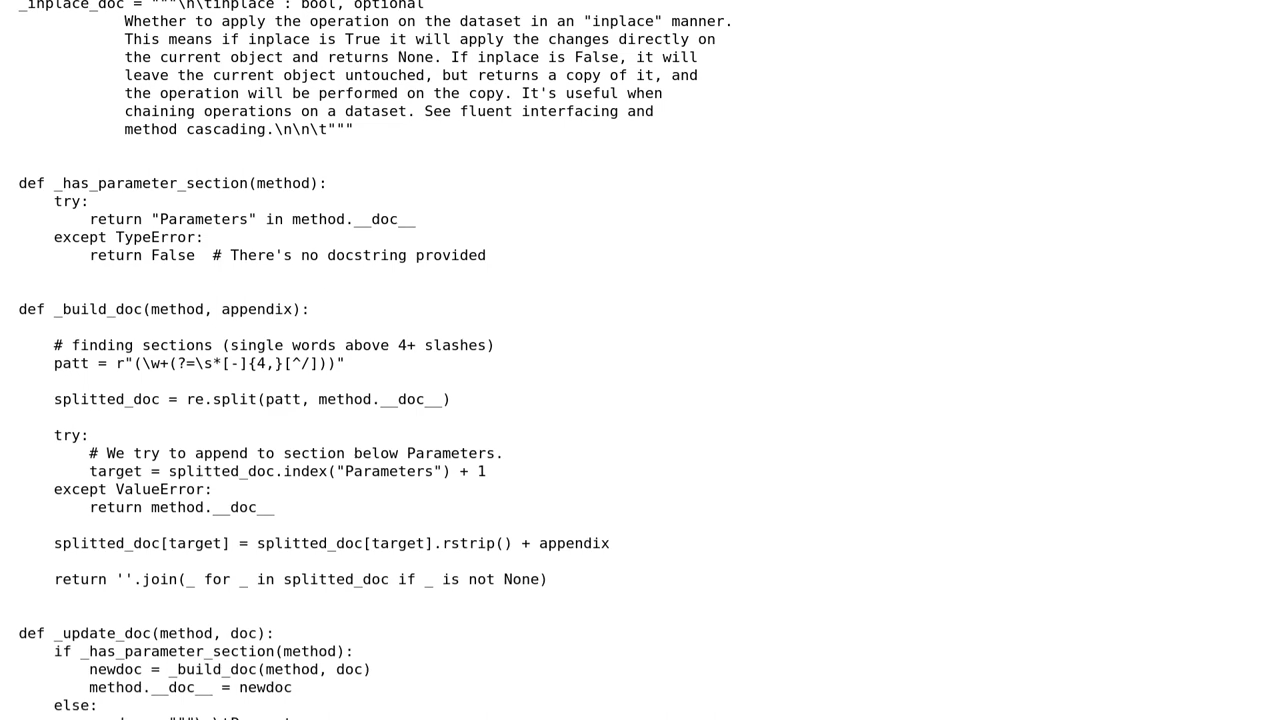 _inplace_doc = """\n\tinplace : bool, optional
            Whether to apply the operation on the dataset in an "inplace" manner.
            This means if inplace is True it will apply the changes directly on
            the current object and returns None. If inplace is False, it will
            leave the current object untouched, but returns a copy of it, and
            the operation will be performed on the copy. It's useful when
            chaining operations on a dataset. See fluent interfacing and
            method cascading.\n\n\t"""
def _has_parameter_section(method):
    try:
        return "Parameters" in method.__doc__
    except TypeError:
        return False  # There's no docstring provided
def _build_doc(method, appendix):
    # finding sections (single words above 4+ slashes)
    patt = r"(\w+(?=\s*[-]{4,}[^/]))"
    splitted_doc = re.split(patt, method.__doc__)
    try:
        # We try to append to section below Parameters.
        target = splitted_doc.index("Parameters") + 1
    except ValueError:
        return method.__doc__
    splitted_doc[target] = splitted_doc[target].rstrip() + appendix
    return ''.join(_ for _ in splitted_doc if _ is not None)
def _update_doc(method, doc):
    if _has_parameter_section(method):
        newdoc = _build_doc(method, doc)
        method.__doc__ = newdoc
    else: